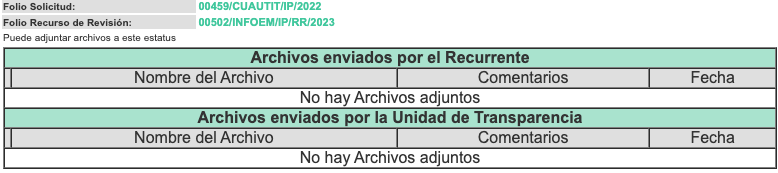 Folio Solicitud: 00459/CUAUTIT/IP/2022
Folio Recurso de Revisión: 00502/INFOEM/IP/RR/2023
Puede adjuntar archivos a este estatus
Archivos enviados por el Recurrente
Nombre del Archivo Comentarios Fecha
No hay Archivos adjuntos
Archivos enviados por la Unidad de Transparencia
Nombre del Archivo Comentarios Fecha
No hay Archivos adjuntos